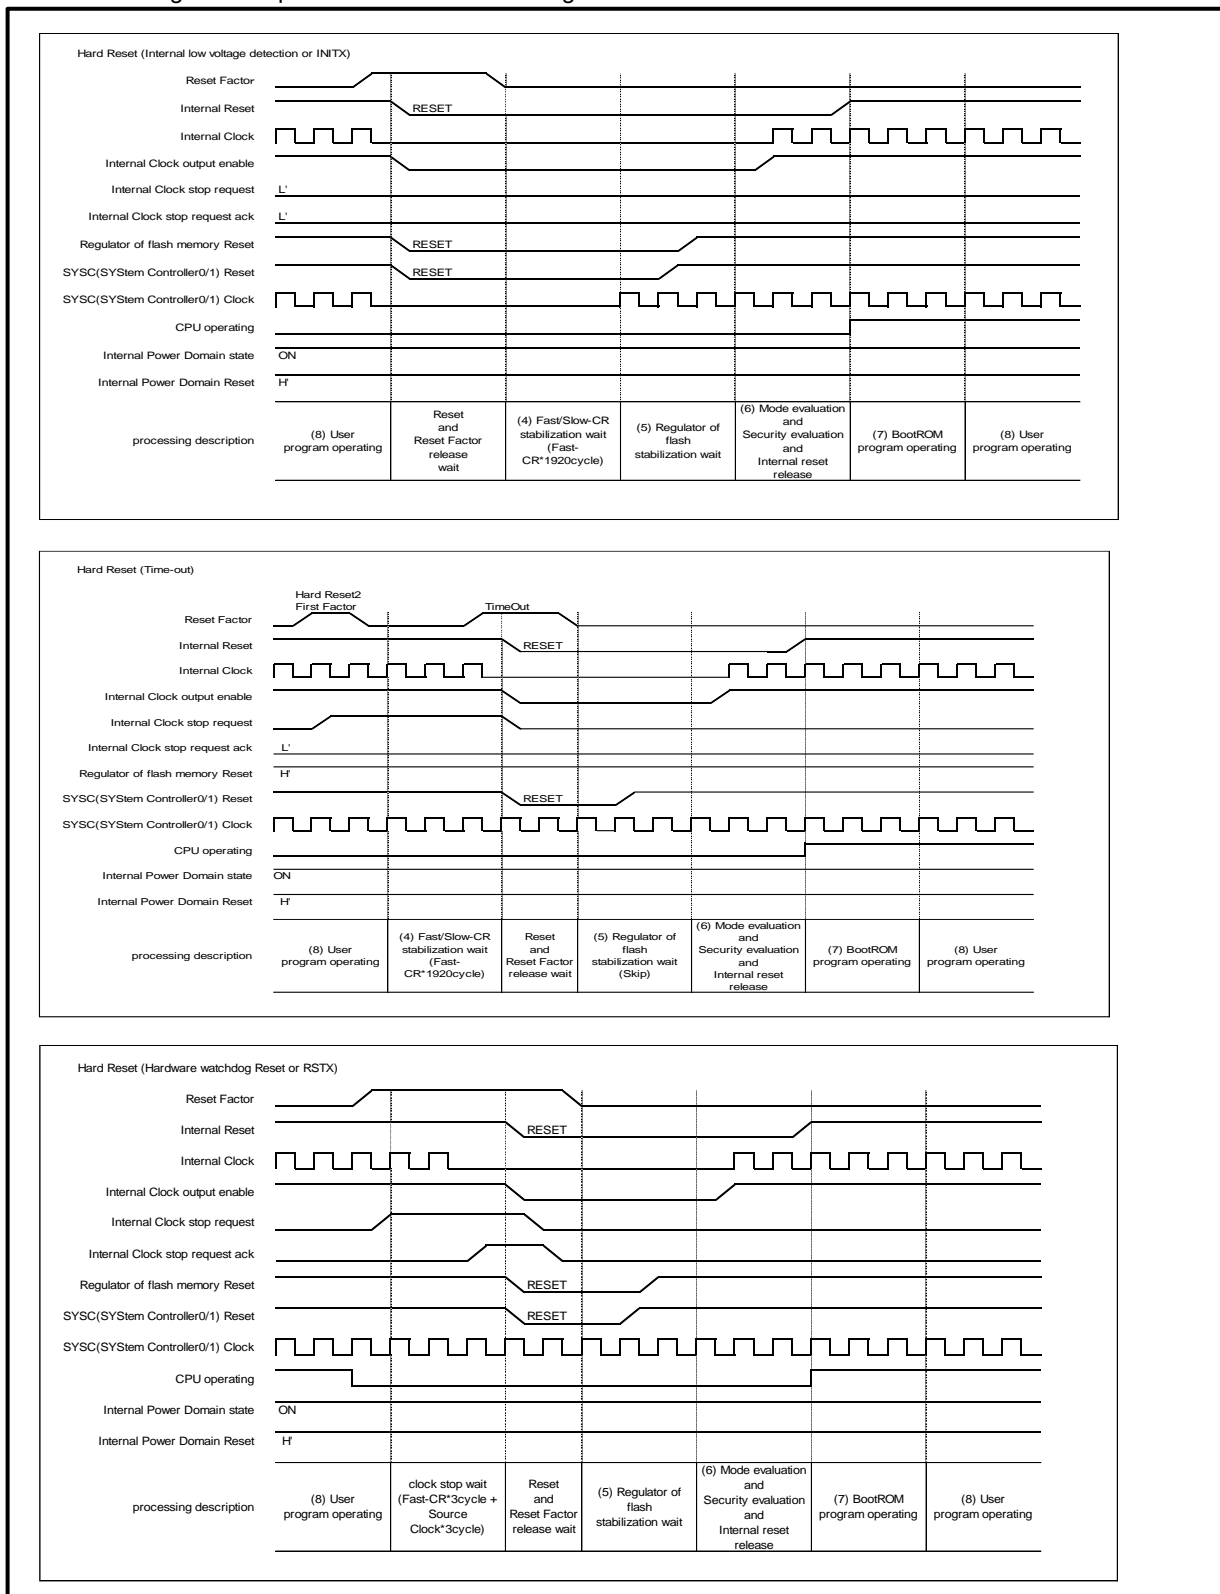 Hard Reset (Internal low voltage detection or INITX)
Reset Factor
Internal Reset RESET
Internal Clock
Internal Clock output enable
Internal Clock stop request L'
Internal Clock stop request ack L'
Regulator of flash memory Reset RESET
SYSC(SYStem Controller0/1) Reset RESET
SYSC(SYStem Controller0/1) Clock
CPU operating
Internal Power Domain state ON
Internal Power Domain Reset H'
processing description
(8) User
program operating
Reset
and
Reset Factor
release
wait
(4) Fast/Slow-CR
stabilization wait
(Fast-
CR*1920cycle)
(5) Regulator of
flash
stabilization wait
(6) Mode evaluation
and
Security evaluation
and
Internal reset
release
(7) BootROM
program operating
(8) User
program operating
Hard Reset (Time-out)
Hard Reset2
First Factor
TimeOut
Reset Factor
Internal Reset RESET
Internal Clock
Internal Clock output enable
Internal Clock stop request
Internal Clock stop request ack L'
Regulator of flash memory Reset H'
SYSC(SYStem Controller0/1) Reset RESET
SYSC(SYStem Controller0/1) Clock
CPU operating
Internal Power Domain state ON
Internal Power Domain Reset H'
processing description
(8) User
program operating
(4) Fast/Slow-CR
stabilization wait
(Fast-
CR*1920cycle)
Reset
and
Reset Factor
release wait
(5) Regulator of
flash
stabilization wait
(Skip)
(6) Mode evaluation
and
Security evaluation
and
Internal reset
release
(7) BootROM
program operating
(8) User
program operating
Hard Reset (Hardware watchdog Reset or RSTX)
Reset Factor
Internal Reset RESET
Internal Clock
Internal Clock output enable
Internal Clock stop request
Internal Clock stop request ack
Regulator of flash memory Reset RESET
SYSC(SYStem Controller0/1) Reset RESET
SYSC(SYStem Controller0/1) Clock
CPU operating
Internal Power Domain state ON
Internal Power Domain Reset H'
processing description
(8) User
program operating
clock stop wait
(Fast-CR*3cycle +
Source
Clock*3cycle)
Reset
and
Reset Factor
release wait
(5) Regulator of
flash
stabilization wait
(6) Mode evaluation
and
Security evaluation
and
Internal reset
release
(7) BootROM
program operating
(8) User
program operating